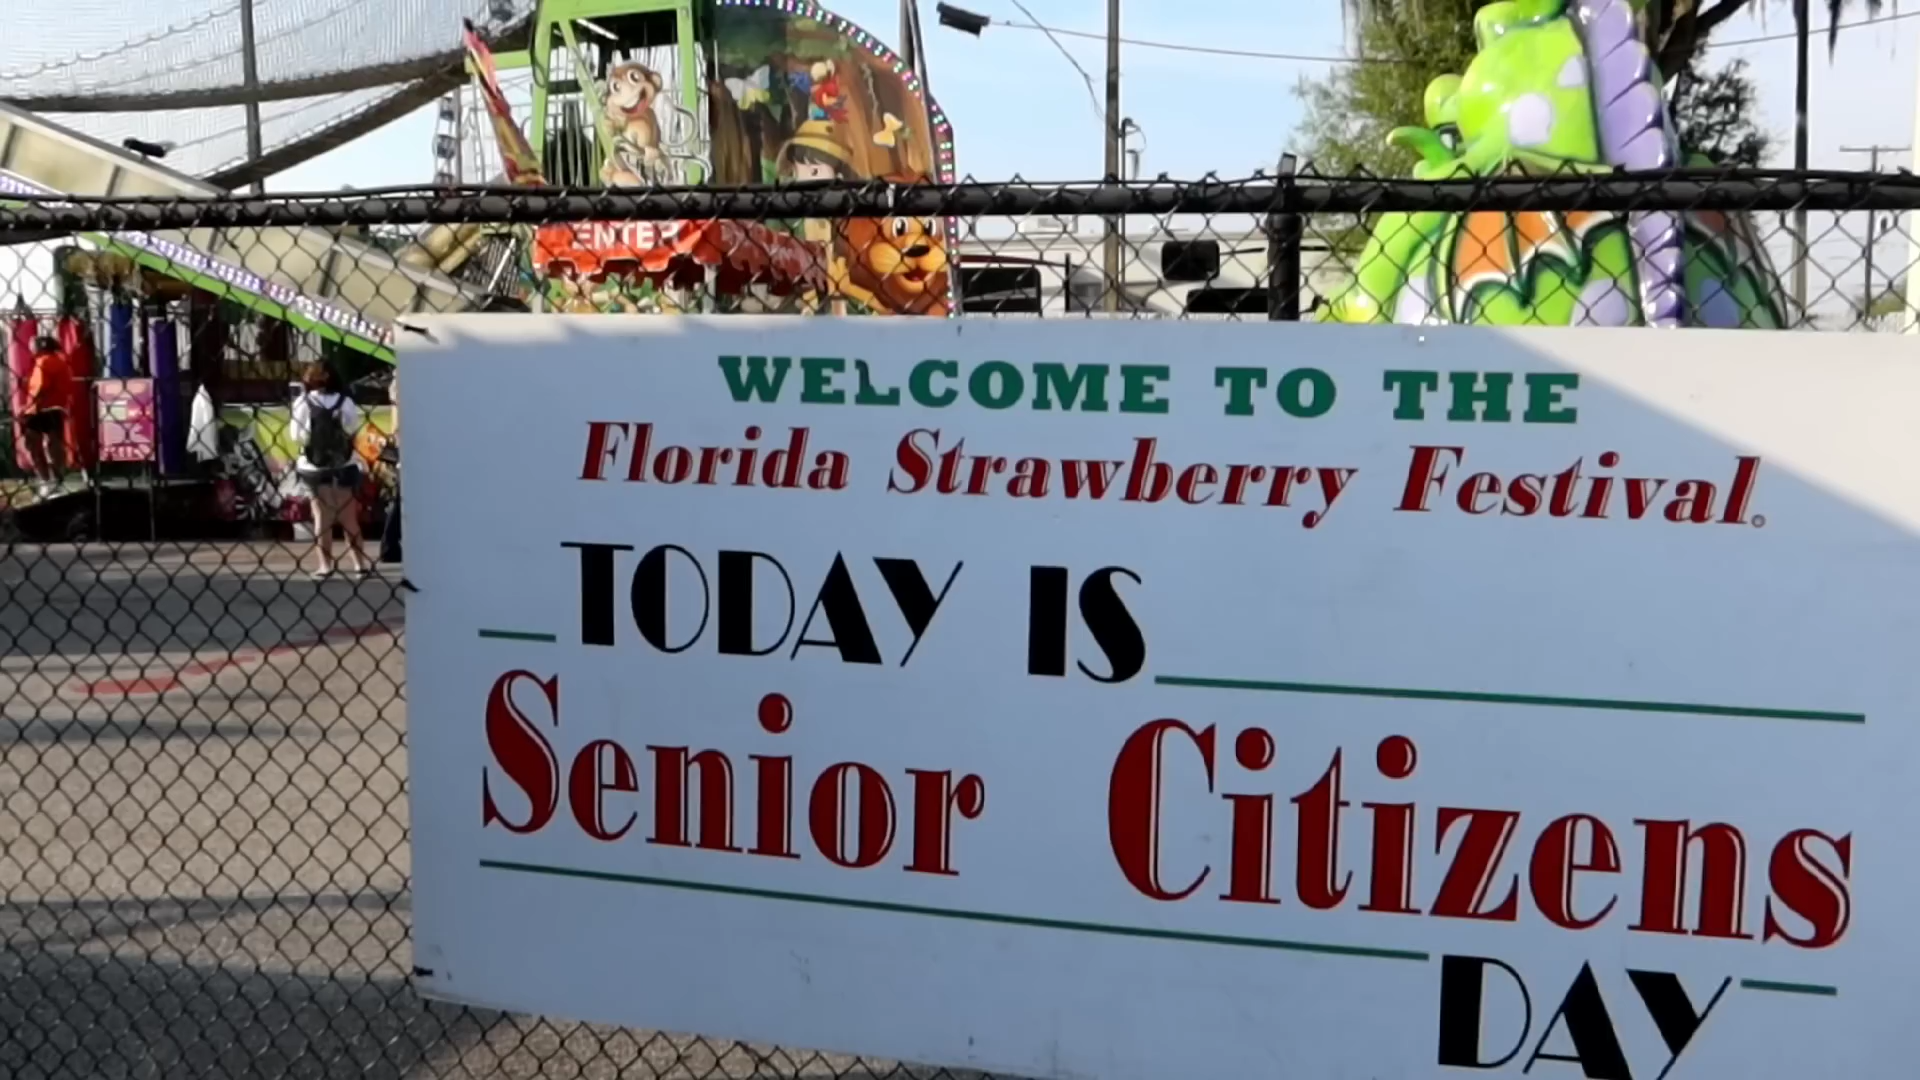 ENTER
WELCOME TO THE
Florida Strawberry Festival
TODAY IS
Senior Citizens
DAY